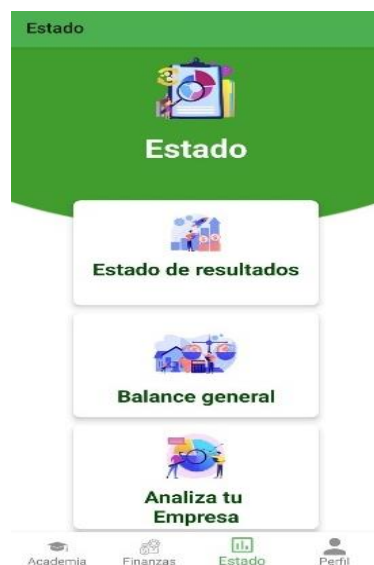 Estado
Estado
Estado de resultados
Balance general
Analiza tu
Empresa
Academia
Finanzas
Estado
Perfil